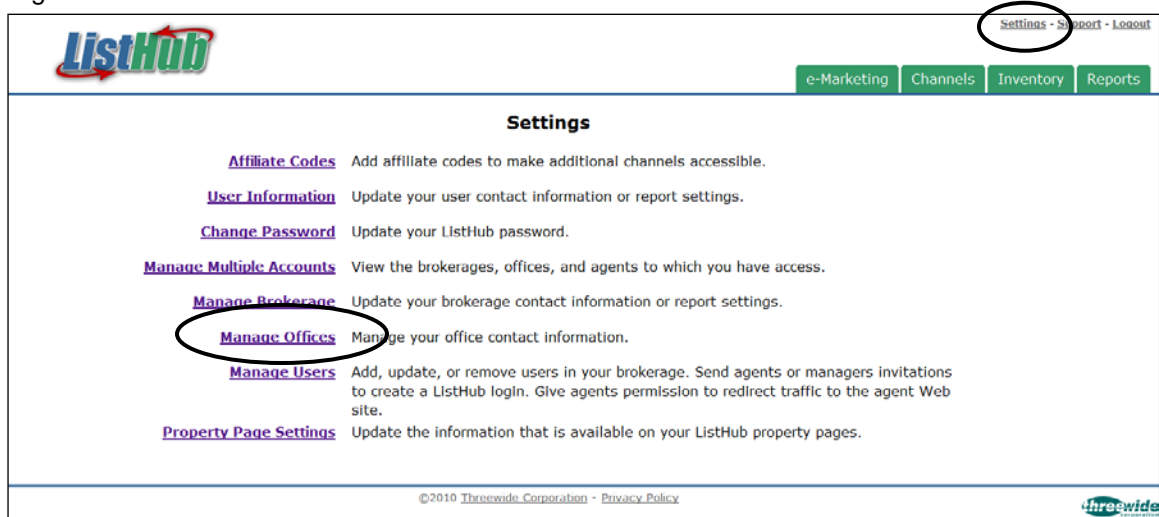 ListHub
Settings - Support - Logout
e-Marketing Channels Inventory Reports
Settings
Affiliate Codes Add affiliate codes to make additional channels accessible.
User Information Update your user contact information or report settings.
Change Password Update your ListHub password.
Manage Multiple Accounts View the brokerages, offices, and agents to which you have access.
Manage Brokerage Update your brokerage contact information or report settings.
Manage Offices Manage your office contact information.
Manage Users Add, update, or remove users in your brokerage. Send agents or managers invitations
to create a ListHub login. Give agents permission to redirect traffic to the agent Web
site.
Property Page Settings Update the information that is available on your ListHub property pages.
©2010 Threewide Corporation - Privacy Policy
threewide
corporation